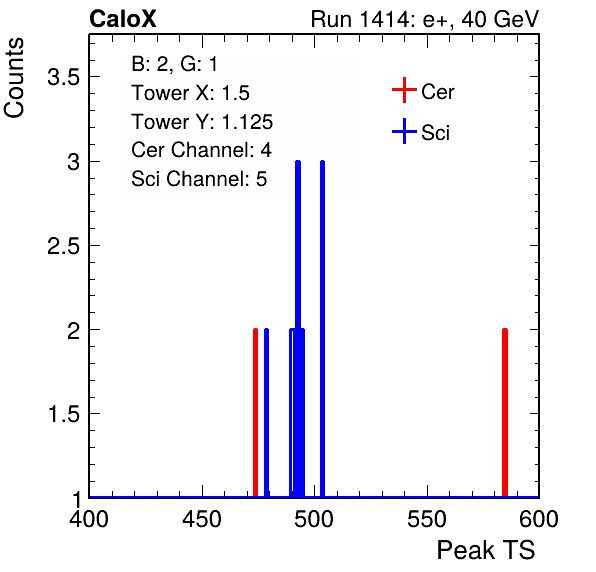 CaloX Run 1414: e+, 40 GeV
Counts
B: 2, G: 1
Tower X: 1.5
Tower Y: 1.125
Cer Channel: 4
Sci Channel: 5
Cer
Sci
3.5
3
2.5
2
1.5
1
400 450 500 550 600
Peak TS